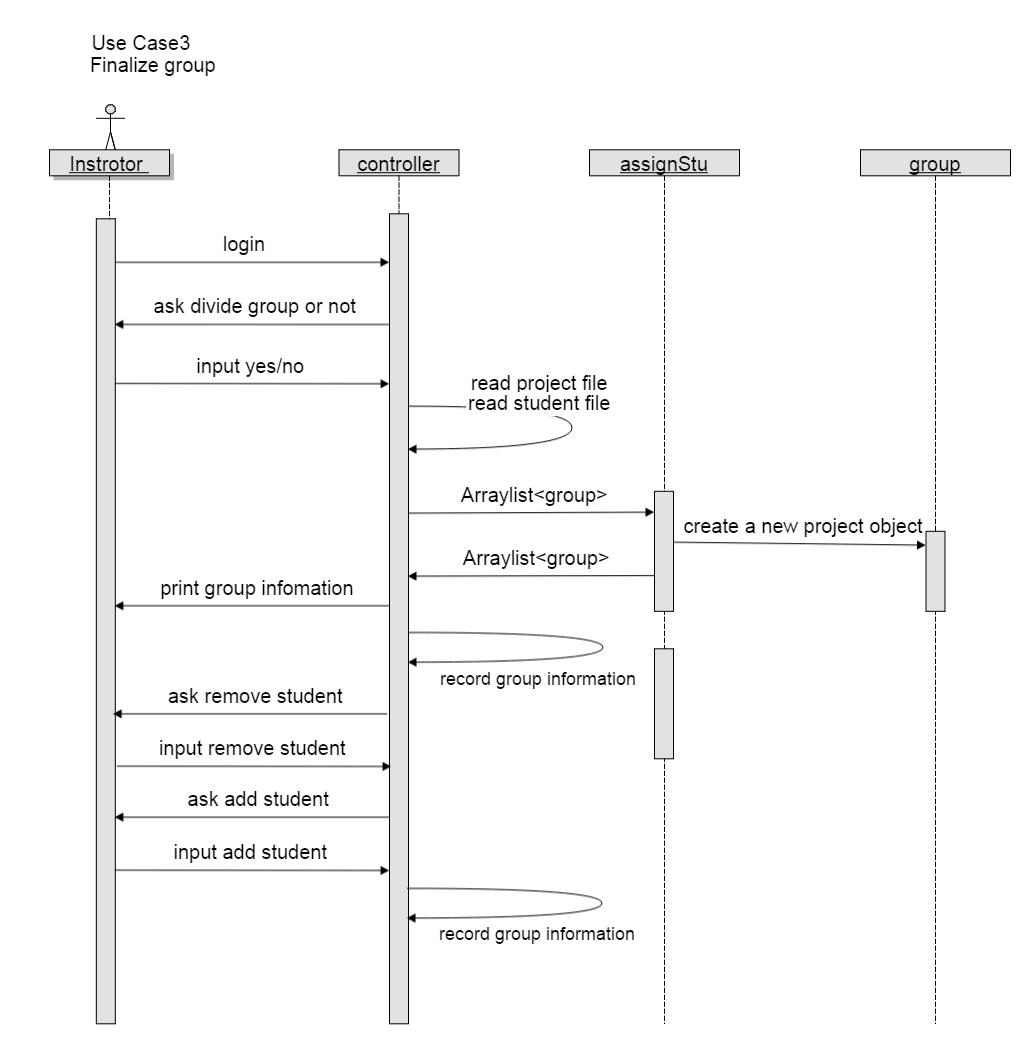 Use Case3
Finalize group
Instrotor
controller
assignStu
group
login
ask divide group or not
input yes/no
read project file
read student file
Arraylist<group>
create a new project object
Arraylist<group>
print group infomation
record group information
ask remove student
input remove student
ask add student
input add student
record group information